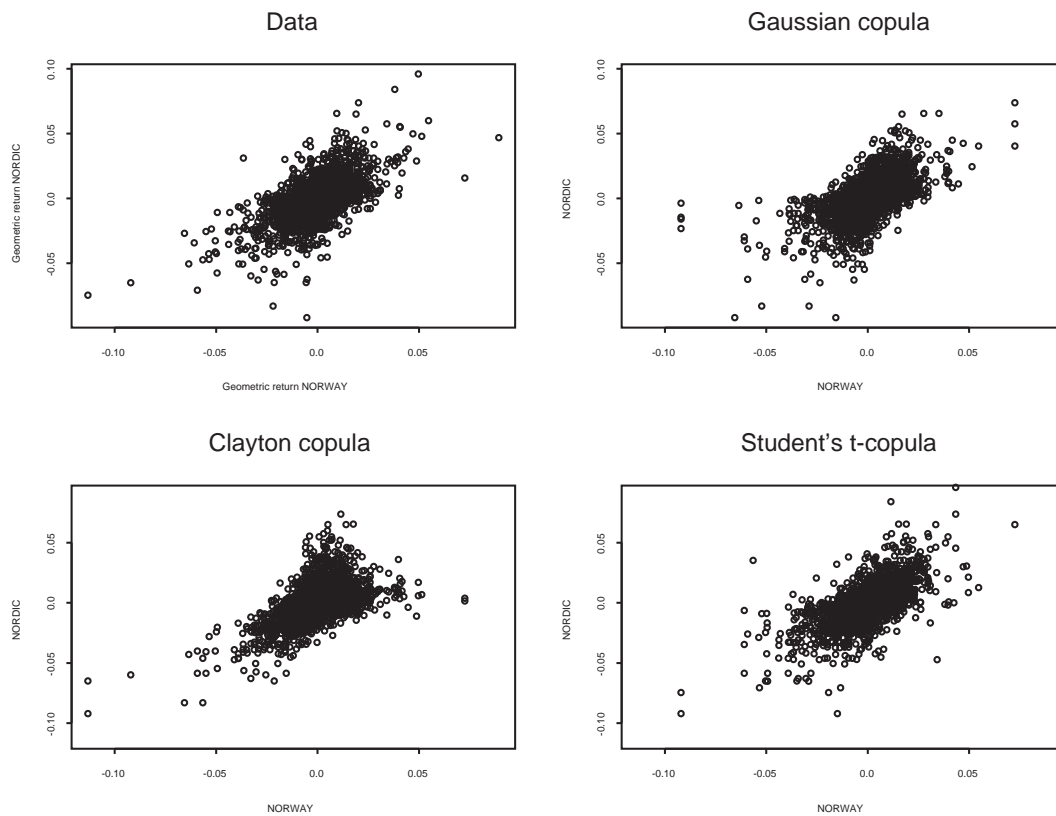 Data
Gaussian copula
0.10
0.05
0.0
-0.05
Geometric return NORDIC
-0.10
-0.05
0.0
0.05
Geometric return NORWAY
0.10
0.05
0.0
-0.05
NORDIC
-0.10
-0.05
0.0
0.05
NORWAY
Clayton copula
Student's t-copula
0.05
0.0
-0.05
-0.10
NORDIC
-0.10
-0.05
0.0
0.05
NORWAY
0.05
0.0
-0.05
-0.10
NORDIC
-0.10
-0.05
0.0
0.05
NORWAY